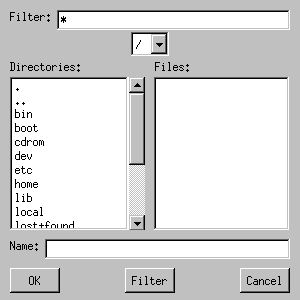 Filter: *
/
Directories: Files:
.
..
bin
boot
cdrom
dev
etc
home
lib
local
lost+found
Name:
OK Filter Cancel